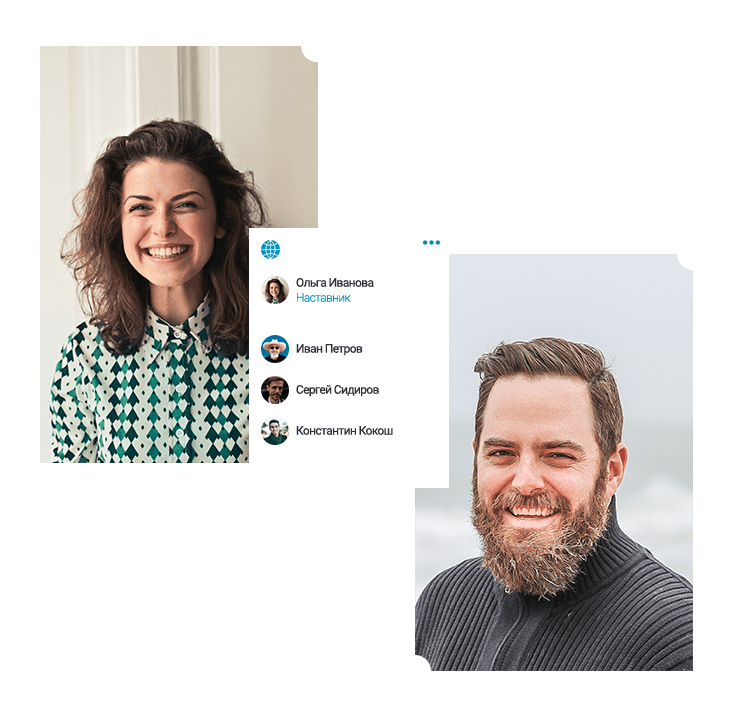 Ольга Иванова
Наставник
Иван Петров
Сергей Сидиров
Константин Кокош